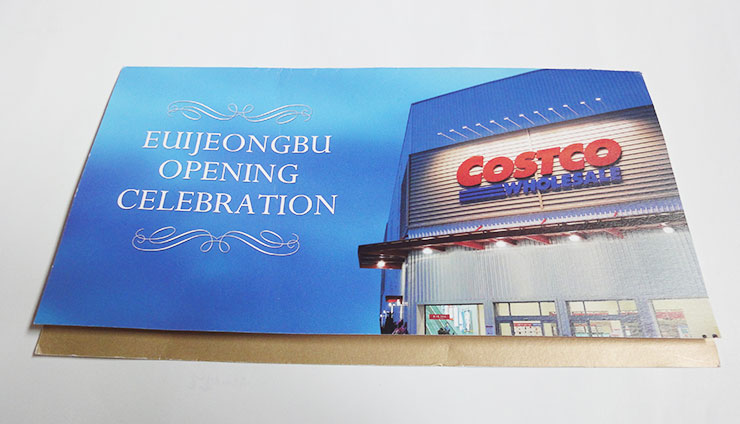 EUIJEONGBU
OPENING
CELEBRATION
COSTCO
WHOLESALE